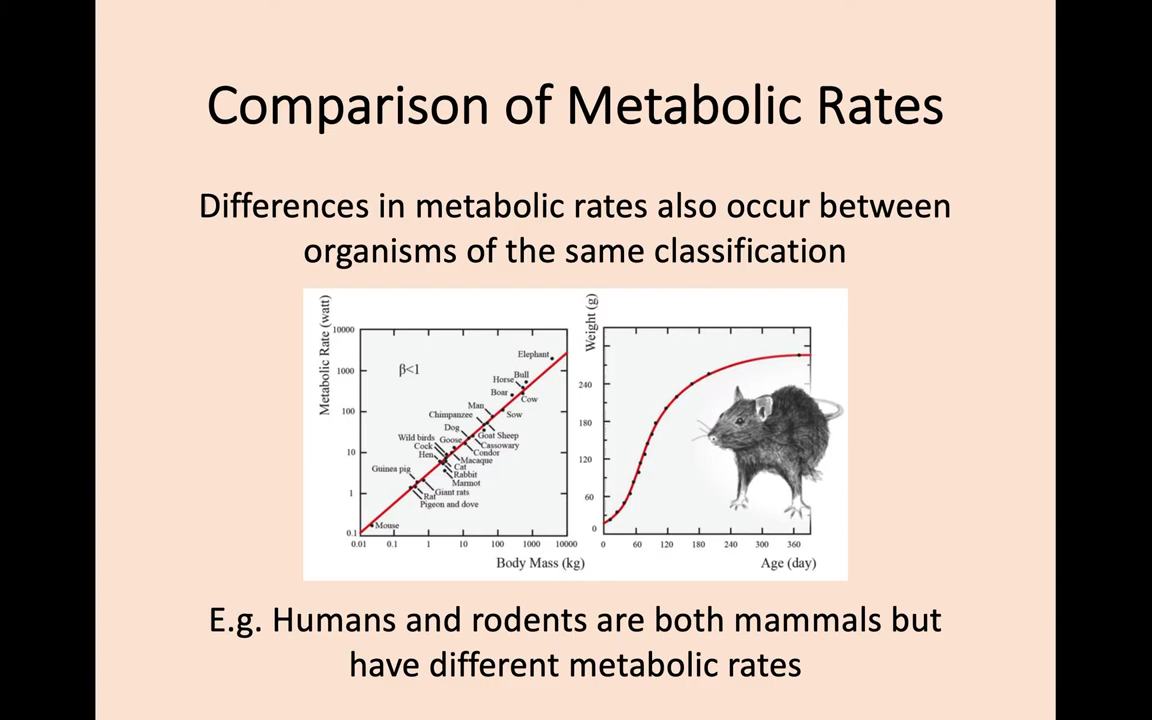 Comparison of Metabolic Rates
Differences in metabolic rates also occur between
organisms of the same classification
Metabolic Rate (watt)
10000
1000
100
10
1
0.1
β<1
Elephant
Bull
Horse
Boar
Cow
Man
Sow
Chimpanzee
Dog
Goat Sheep
Wild birds
Goose
Cassowary
Cock
Condor
Hen
Macaque
Cat
Guinea pig
Rabbit
Marmot
Giant rats
Rat
Pigeon and dove
Mouse
0.01 0.1 1 10 100 1000 10000
Body Mass (kg)
Weight (g)
240
180
120
60
0
0 60 120 180 240 300 360
Age (day)
E.g. Humans and rodents are both mammals but
have different metabolic rates